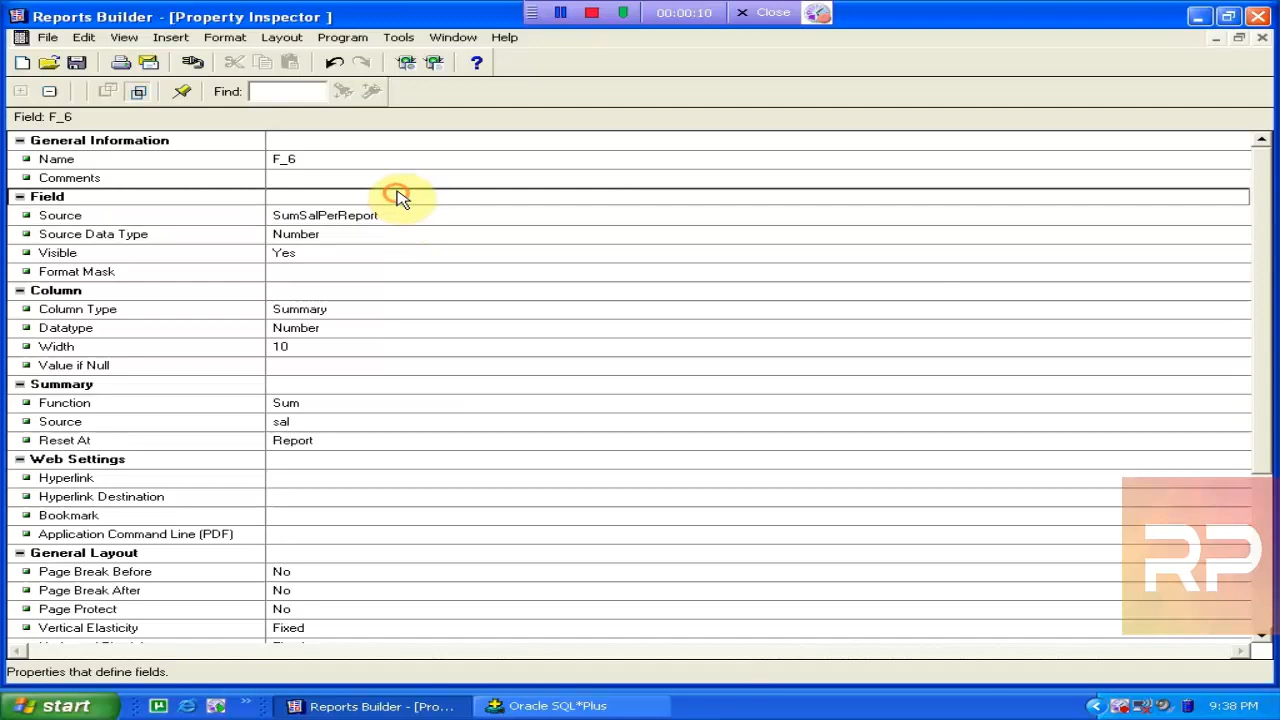 Reports Builder - [Property Inspector ]
00:00:10
Close
File Edit View Insert Format Layout Program Tools Window Help
Find:
Field: F_6
General Information
Name F_6
Comments
Field
Source SumSalPerReport
Source Data Type Number
Visible Yes
Format Mask
Column
Column Type Summary
Datatype Number
Width 10
Value if Null
Summary
Function Sum
Source sal
Reset At Report
Web Settings
Hyperlink
Hyperlink Destination
Bookmark
Application Command Line (PDF)
General Layout
Page Break Before No
Page Break After No
Page Protect No
Vertical Elasticity Fixed
RP
Properties that define fields.
start
Reports Builder - [Pro...
Oracle SQL*Plus
9:38 PM